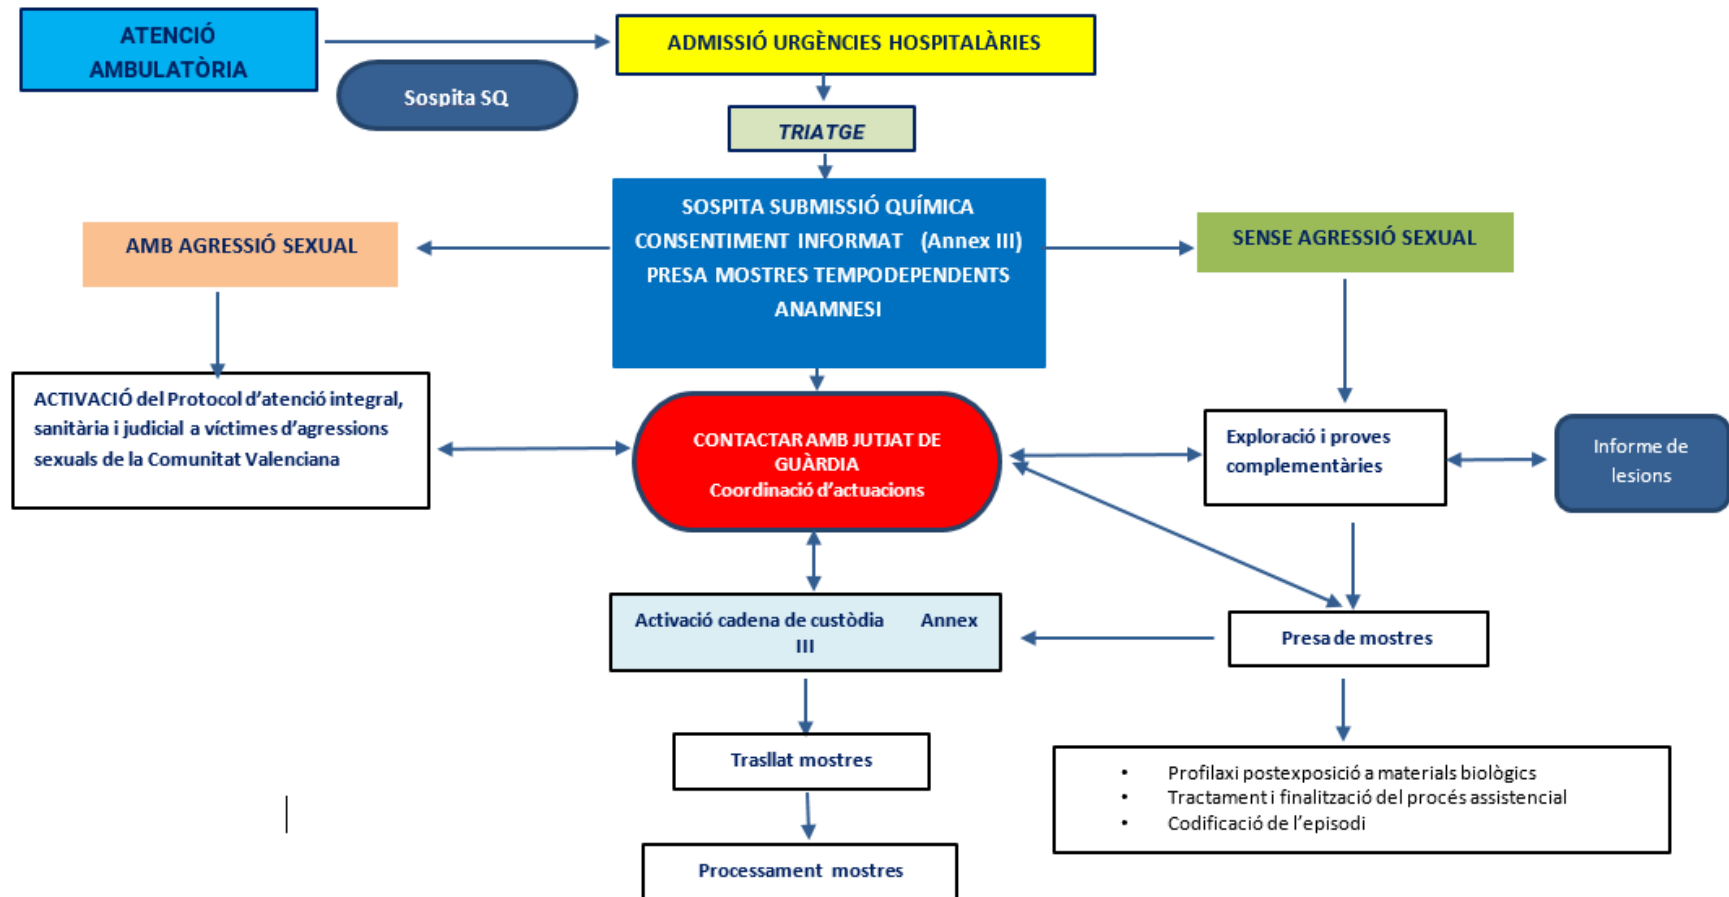 ATENCIÓ
AMBULATÒRIA
ADMISSIÓ URGÈNCIES HOSPITALÀRIES
Sospita SQ
TRIATGE
SOSPITA SUBMISSIÓ QUÍMICA
CONSENTIMENT INFORMAT (Annex III)
PRESA MOSTRES TEMPODEPENDENTS
ANAMNESI
AMB AGRESSIÓ SEXUAL
SENSE AGRESSIÓ SEXUAL
ACTIVACIÓ del Protocol d’atenció integral,
sanitària i judicial a víctimes d’agressions
sexuals de la Comunitat Valenciana
CONTACTAR AMB JUTJAT DE
GUÀRDIA
Coordinació d’actuacions
Exploració i proves
complementàries
Informe de
lesions
Activació cadena de custòdia Annex
III
Presa de mostres
Trasllat mostres
• Profilaxi postexposició a materials biològics
• Tractament i finalització del procés assistencial
• Codificació de l’episodi
Processament mostres